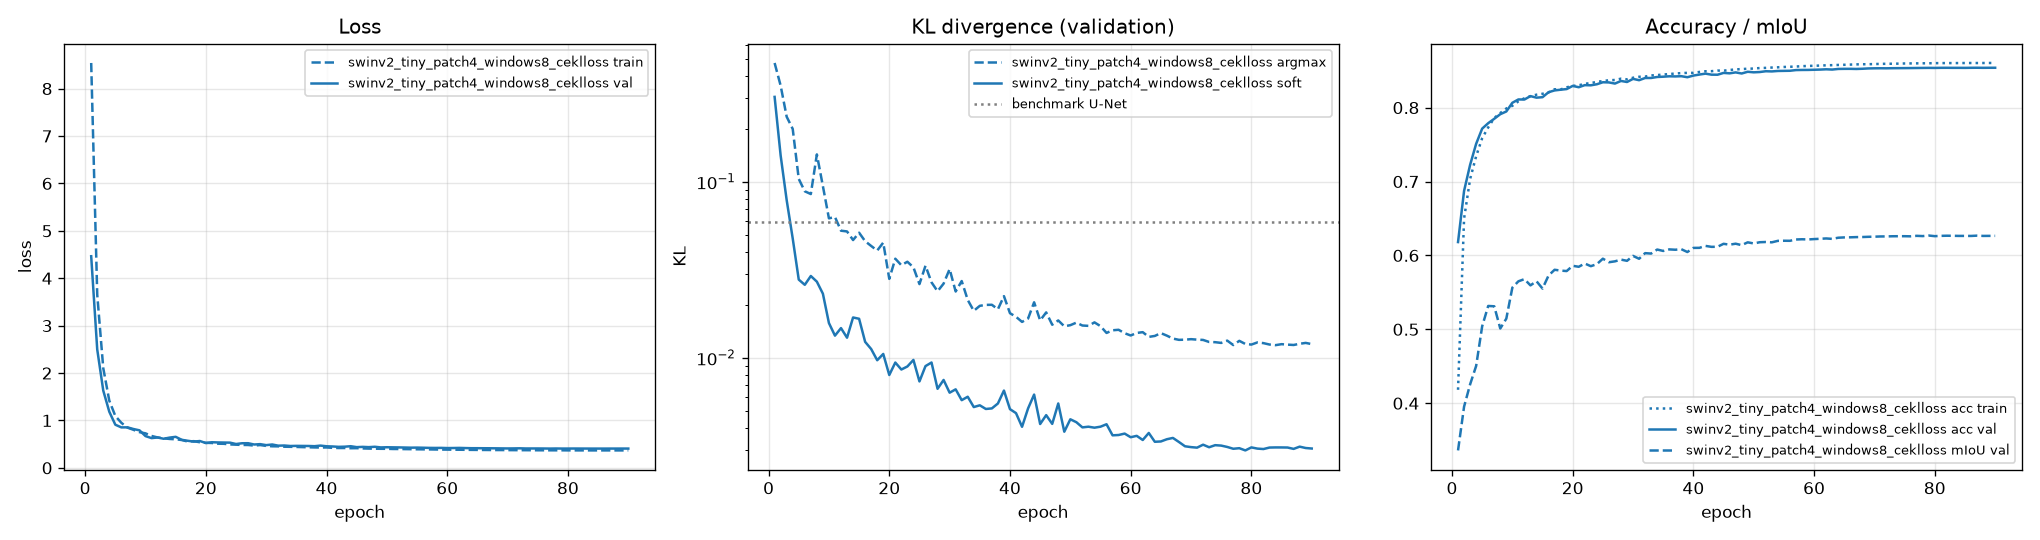 Loss
swinv2_tiny_patch4_windows8_ceklloss train
swinv2_tiny_patch4_windows8_ceklloss val
loss
8
7
6
5
4
3
2
1
0
0 20 40 60 80
epoch
KL divergence (validation)
swinv2_tiny_patch4_windows8_ceklloss argmax
swinv2_tiny_patch4_windows8_ceklloss soft
benchmark U-Net
KL
10⁻¹
10⁻²
0 20 40 60 80
epoch
Accuracy / mIoU
0.8
0.7
0.6
0.5
0.4
swinv2_tiny_patch4_windows8_ceklloss acc train
swinv2_tiny_patch4_windows8_ceklloss acc val
swinv2_tiny_patch4_windows8_ceklloss mIoU val
0 20 40 60 80
epoch